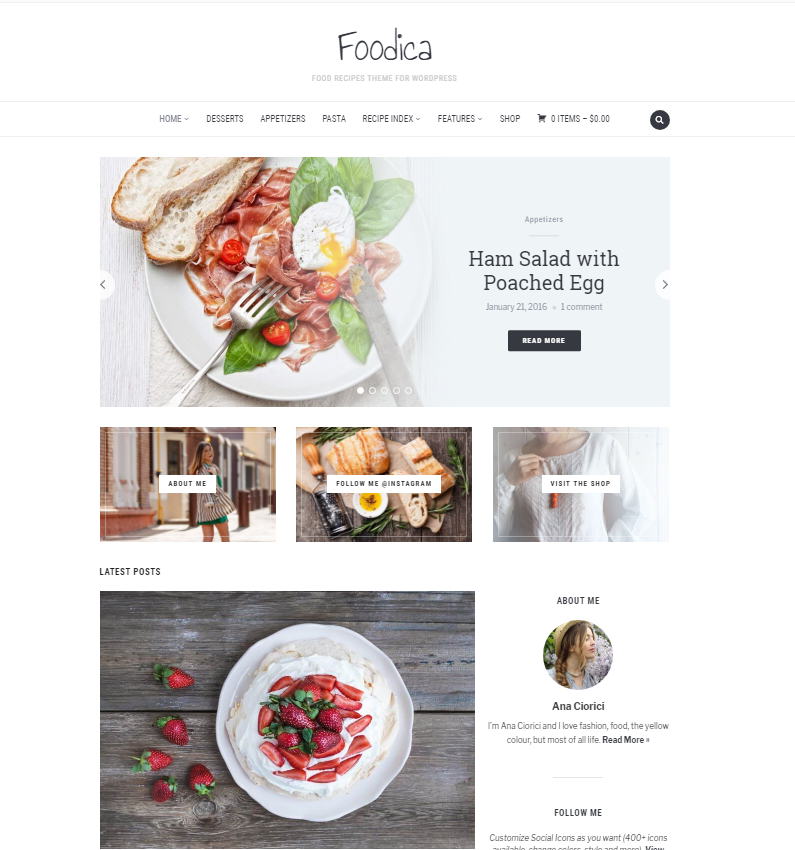 Foodica
FOOD RECIPES THEME FOR WORDPRESS
HOME DESSERTS APPETIZERS PASTA RECIPE INDEX FEATURES SHOP 0 ITEMS – $0.00
Appetizers
Ham Salad with
Poached Egg
January 21, 2016 1 comment
READ MORE
ABOUT ME
FOLLOW ME @INSTAGRAM
VISIT THE SHOP
LATEST POSTS
ABOUT ME
Ana Ciorici
I'm Ana Ciorici and I love fashion, food, the yellow
colour, but most of all life. Read More »
FOLLOW ME
Customize Social Icons as you want (400+ icons
available, change colors, style and more). View